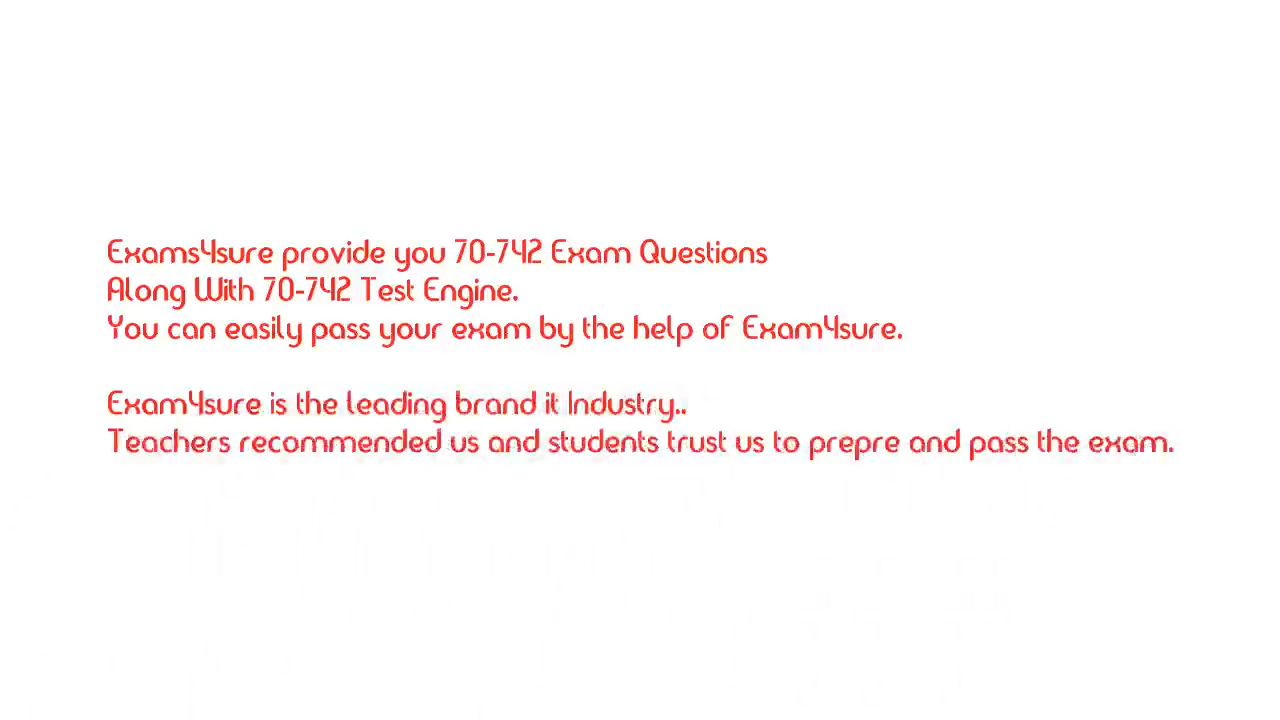 Exams4sure provide you 70-742 Exam Questions
Along With 70-742 Test Engine.
You can easily pass your exam by the help of Exam4sure.
Exam4sure is the leading brand it Industry..
Teachers recommended us and students trust us to prepre and pass the exam.